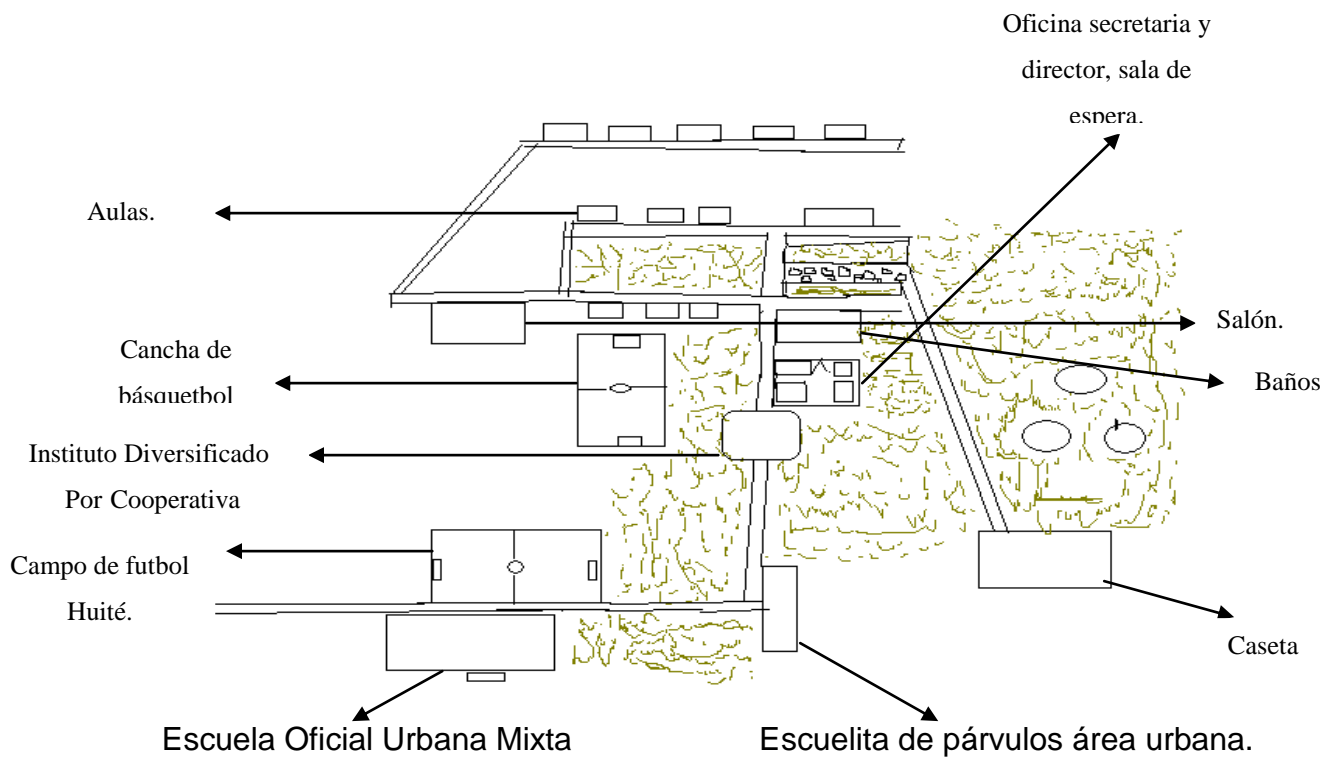 Oficina secretaria y
director, sala de
espera.
Aulas.
Salón.
Cancha de
básquetbol
Baños
Instituto Diversificado
Por Cooperativa
Campo de futbol
Huité.
Caseta
Escuela Oficial Urbana Mixta
Escuelita de párvulos área urbana.